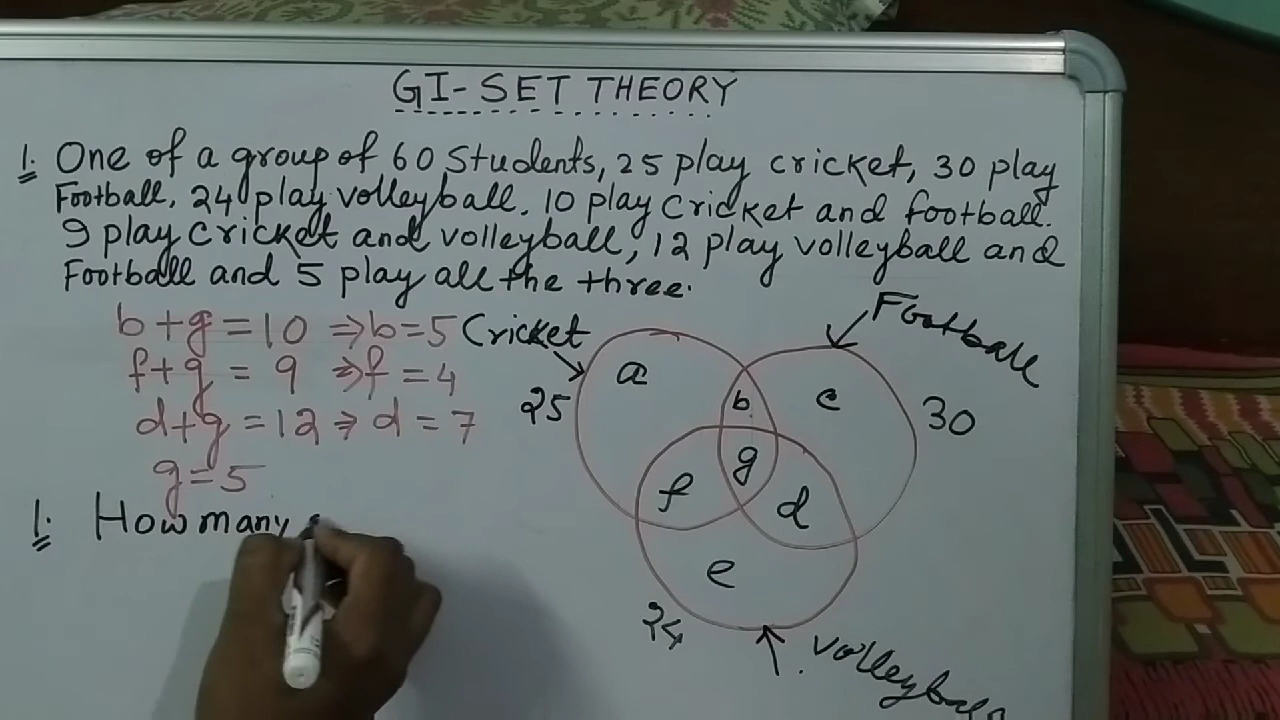 GI-SET THEORY
1. One of a group of 60 Students, 25 play cricket, 30 play
Football, 24 play volleyball. 10 play Cricket and football.
9 play Cricket and volleyball, 12 play volleyball and
Football and 5 play all the three.
b+g=10 ⇒b=5
f+g = 9 ⇒f=4
d+g=12⇒ d=7
g=5
1. How many
Cricket
Football
25
a
b
c
30
g
f
d
e
24
volleyball